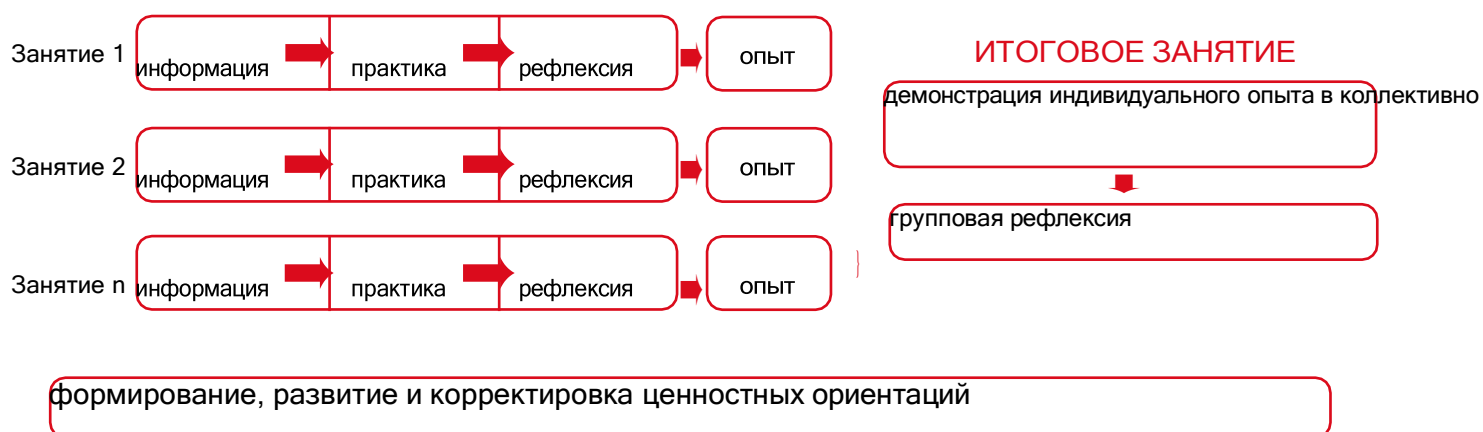 Занятие 1 информация практика рефлексия опыт
Занятие 2 информация практика рефлексия опыт
Занятие n информация практика рефлексия опыт
ИТОГОВОЕ ЗАНЯТИЕ
демонстрация индивидуального опыта в коллективно
групповая рефлексия
формирование, развитие и корректировка ценностных ориентаций